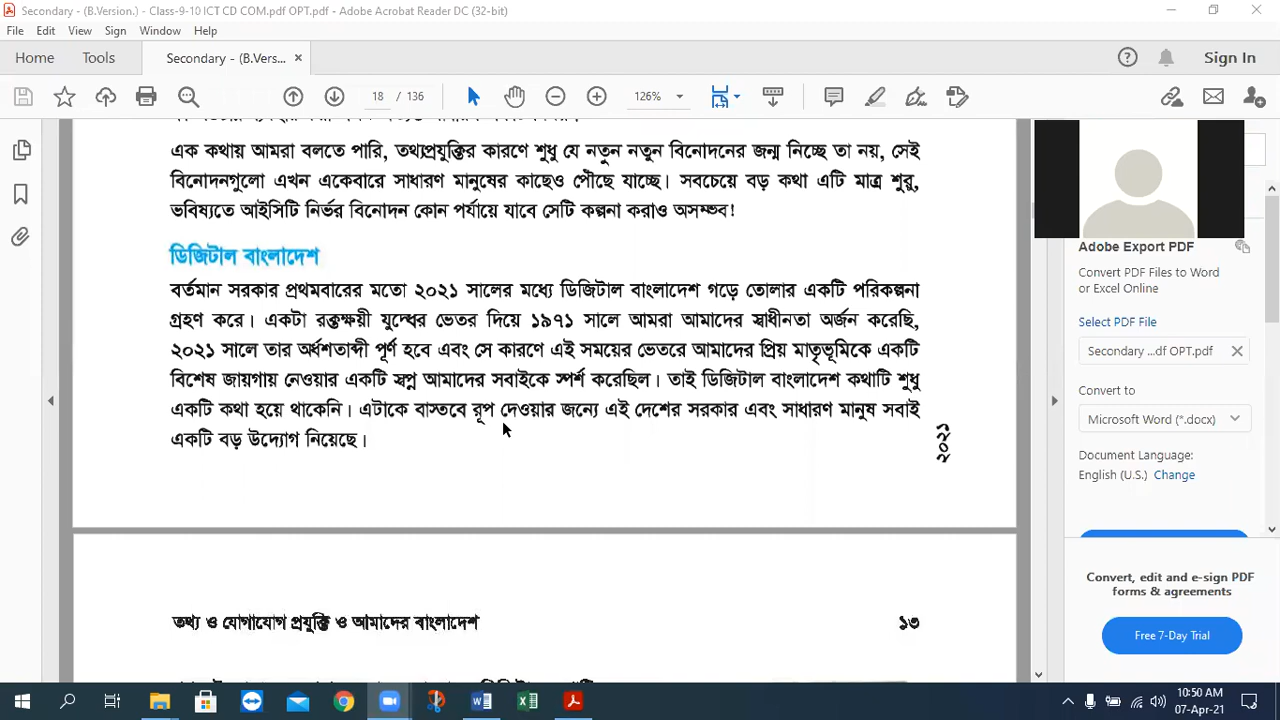 Secondary - (B.Version.) - Class-9-10 ICT CD COM.pdf OPT.pdf - Adobe Acrobat Reader DC (32-bit)
File Edit View Sign Window Help
Home Tools Secondary - (B.Vers... × Sign In
18 / 136 126%
এক কথায় আমরা বলতে পারি, তথ্যপ্রযুক্তির কারণে শুধু যে নতুন নতুন বিনোদনের জন্ম নিচ্ছে তা নয়, সেই
বিনোদনগুলো এখন একেবারে সাধারণ মানুষের কাছেও পৌছে যাচ্ছে। সবচেয়ে বড় কথা এটি মাত্র শুরু,
ভবিষ্যতে আইসিটি নির্ভর বিনোদন কোন পর্যায়ে যাবে সেটি কল্পনা করাও অসম্ভব!
ডিজিটাল বাংলাদেশ
বর্তমান সরকার প্রথমবারের মতো ২০২১ সালের মধ্যে ডিজিটাল বাংলাদেশ গড়ে তোলার একটি পরিকল্পনা
গ্রহণ করে। একটা রক্তক্ষয়ী যুদ্ধের ভেতর দিয়ে ১৯৭১ সালে আমরা আমাদের স্বাধীনতা অর্জন করেছি,
২০২১ সালে তার অর্ধশতাব্দী পূর্ণ হবে এবং সে কারণে এই সময়ের ভেতরে আমাদের প্রিয় মাতৃভূমিকে একটি
বিশেষ জায়গায় নেওয়ার একটি স্বপ্ন আমাদের সবাইকে স্পর্শ করেছিল। তাই ডিজিটাল বাংলাদেশ কথাটি শুধু
একটি কথা হয়ে থাকেনি। এটাকে বাস্তবে রূপ দেওয়ার জন্যে এই দেশের সরকার এবং সাধারণ মানুষ সবাই
একটি বড় উদ্যোগ নিয়েছে।
২০২১
তথ্য ও যোগাযোগ প্রযুক্তি ও আমাদের বাংলাদেশ ১৩
Adobe Export PDF
Convert PDF Files to Word
or Excel Online
Select PDF File
Secondary ...df OPT.pdf
Convert to
Microsoft Word (*.docx)
Document Language:
English (U.S.) Change
Convert, edit and e-sign PDF
forms & agreements
Free 7-Day Trial
10:50 AM
07-Apr-21